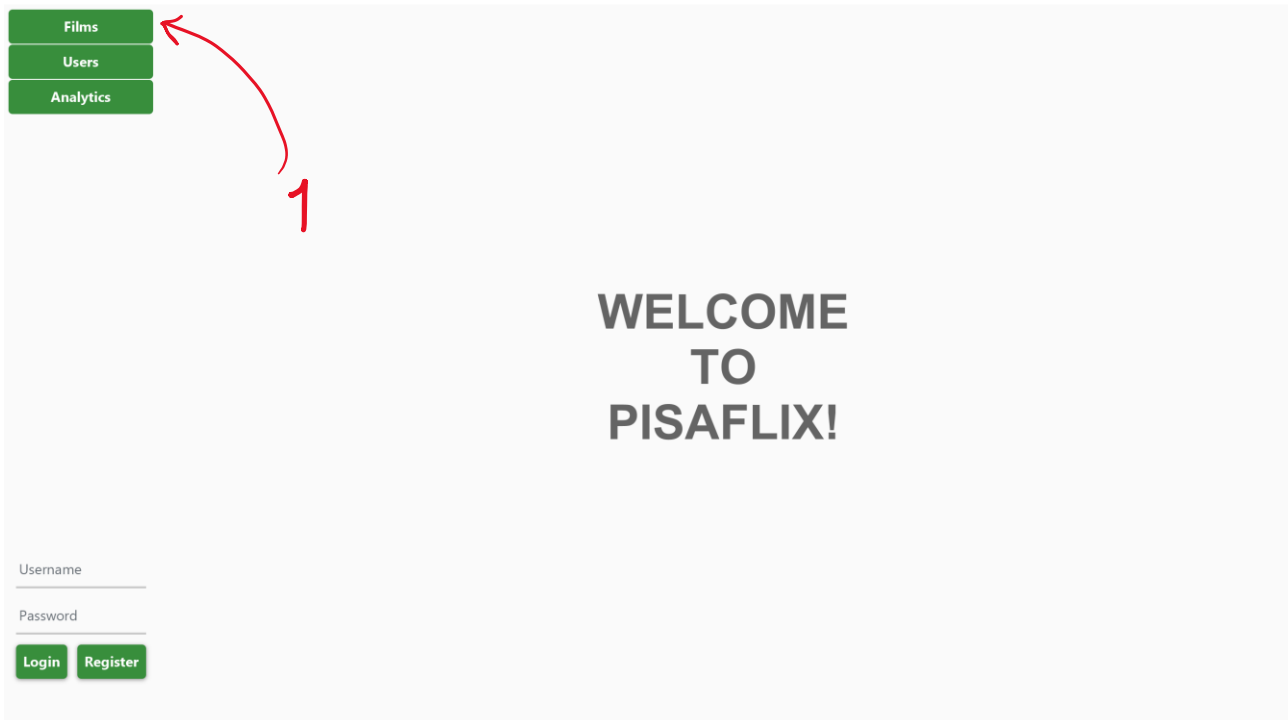 Films
Users
Analytics
1
WELCOME
TO
PISAFLIX!
Username
Password
Login Register